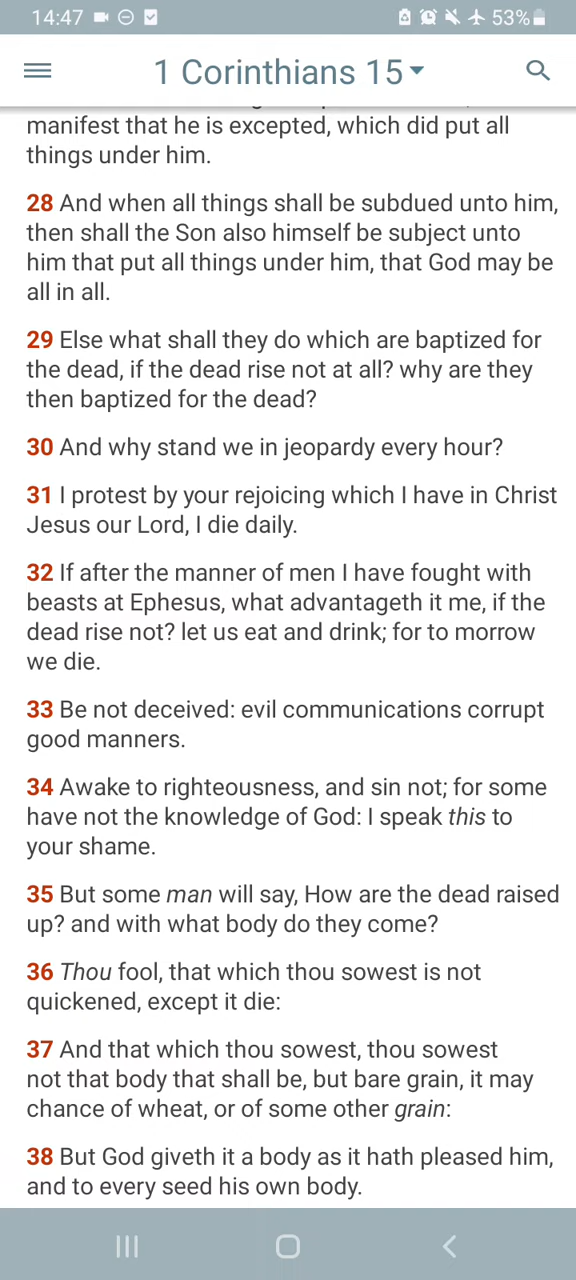 14:47
53%
1 Corinthians 15
manifest that he is excepted, which did put all
things under him.
28 And when all things shall be subdued unto him,
then shall the Son also himself be subject unto
him that put all things under him, that God may be
all in all.
29 Else what shall they do which are baptized for
the dead, if the dead rise not at all? why are they
then baptized for the dead?
30 And why stand we in jeopardy every hour?
31 I protest by your rejoicing which I have in Christ
Jesus our Lord, I die daily.
32 If after the manner of men I have fought with
beasts at Ephesus, what advantageth it me, if the
dead rise not? let us eat and drink; for to morrow
we die.
33 Be not deceived: evil communications corrupt
good manners.
34 Awake to righteousness, and sin not; for some
have not the knowledge of God: I speak this to
your shame.
35 But some man will say, How are the dead raised
up? and with what body do they come?
36 Thou fool, that which thou sowest is not
quickened, except it die:
37 And that which thou sowest, thou sowest
not that body that shall be, but bare grain, it may
chance of wheat, or of some other grain:
38 But God giveth it a body as it hath pleased him,
and to every seed his own body.